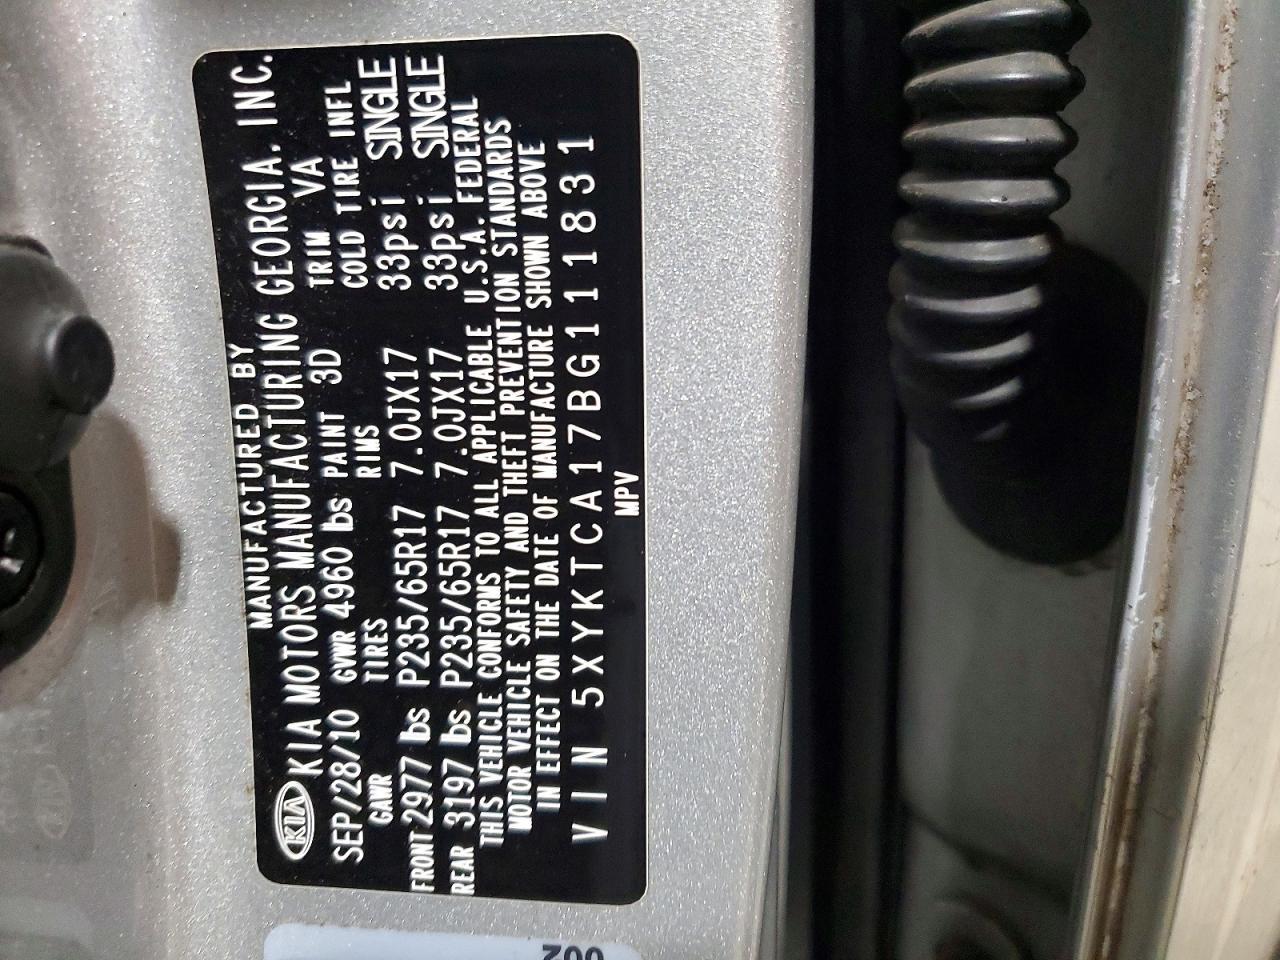 MANUFACTURED BY
KIA KIA MOTORS MANUFACTURING GEORGIA, INC.
SEP/28/10 GVWR 4960 lbs PAINT 3D TRIM VA
GAWR TIRES RIMS COLD TIRE INFL
FRONT 2977 lbs P235/65R17 7.0JX17 33psi SINGLE
REAR 3197 lbs P235/65R17 7.0JX17 33psi SINGLE
THIS VEHICLE CONFORMS TO ALL APPLICABLE U.S.A. FEDERAL
MOTOR VEHICLE SAFETY AND THEFT PREVENTION STANDARDS
IN EFFECT ON THE DATE OF MANUFACTURE SHOWN ABOVE
VIN 5XYKTCA17BG111831
MPV
002